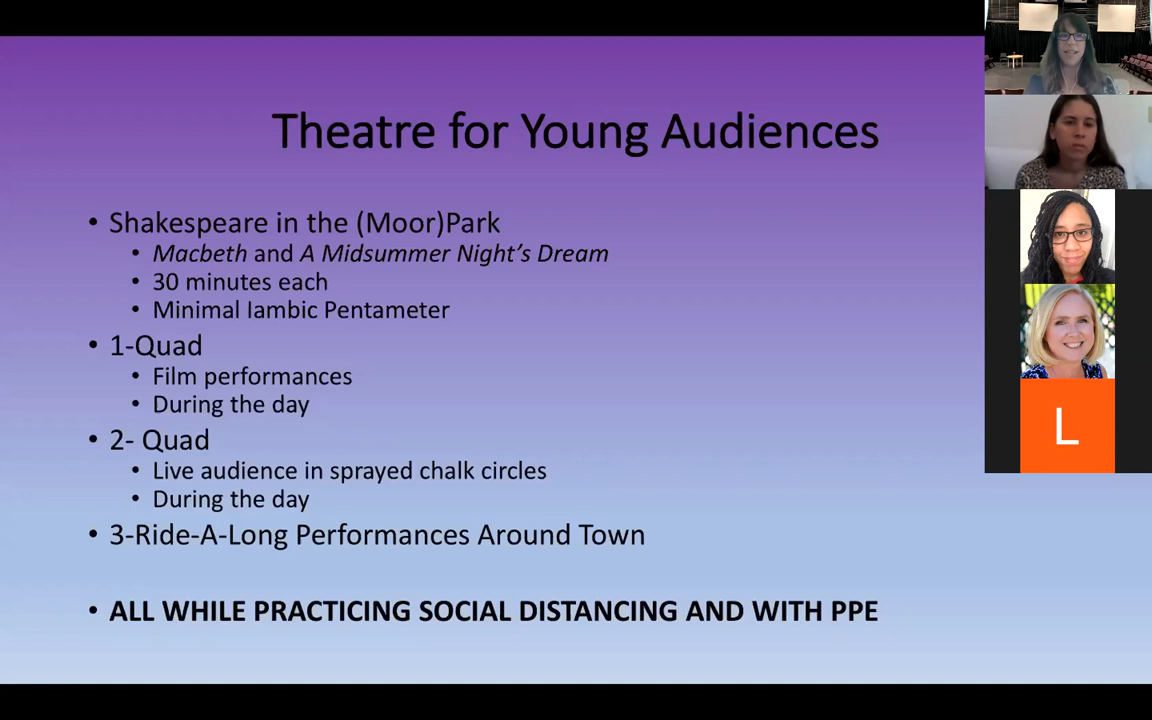 Theatre for Young Audiences
• Shakespeare in the (Moor)Park
• Macbeth and A Midsummer Night's Dream
• 30 minutes each
• Minimal Iambic Pentameter
• 1-Quad
• Film performances
• During the day
• 2- Quad
• Live audience in sprayed chalk circles
• During the day
• 3-Ride-A-Long Performances Around Town
• ALL WHILE PRACTICING SOCIAL DISTANCING AND WITH PPE
L